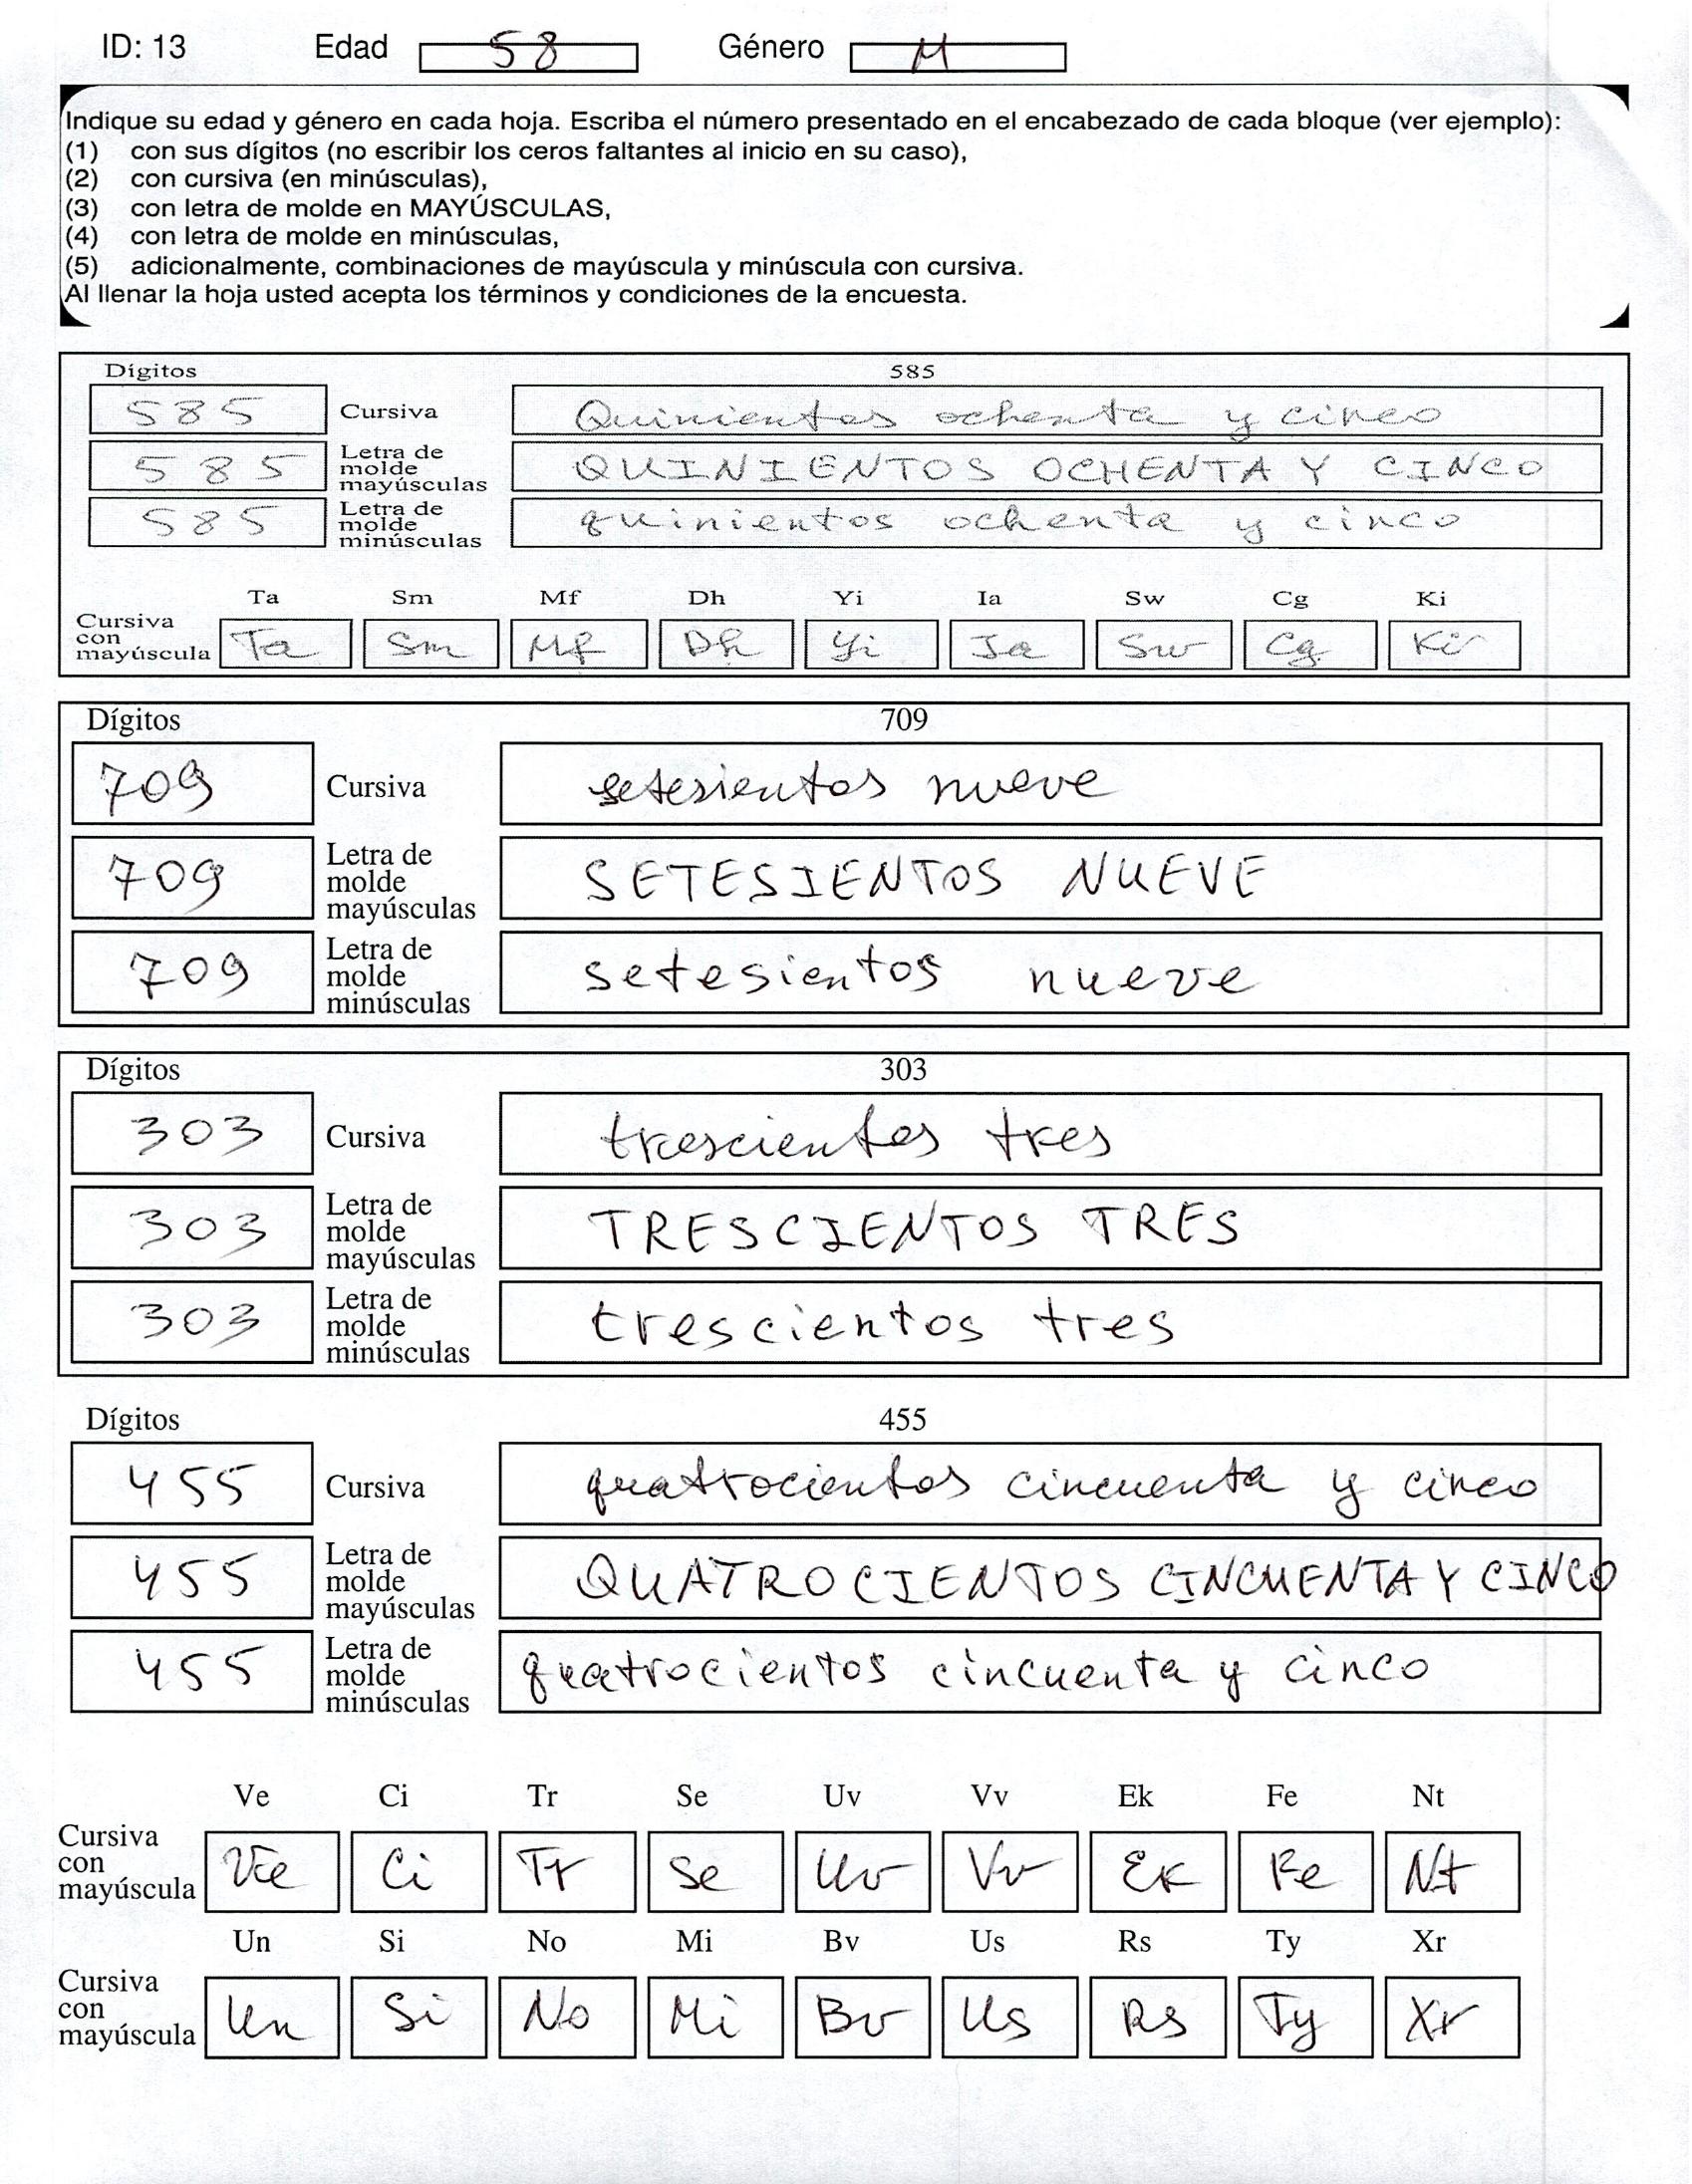 ID: 13 Edad 58 Género M
Indique su edad y género en cada hoja. Escriba el número presentado en el encabezado de cada bloque (ver ejemplo):
(1) con sus dígitos (no escribir los ceros faltantes al inicio en su caso),
(2) con cursiva (en minúsculas),
(3) con letra de molde en MAYÚSCULAS,
(4) con letra de molde en minúsculas,
(5) adicionalmente, combinaciones de mayúscula y minúscula con cursiva.
Al llenar la hoja usted acepta los términos y condiciones de la encuesta.
Dígitos 585
585 Cursiva Quinientos ochenta y cinco
585 Letra de molde mayúsculas QUINIENTOS OCHENTA Y CINCO
585 Letra de molde minúsculas quinientos ochenta y cinco
Ta Sm Mf Dh Yi Ia Sw Cg Ki
Cursiva con mayúscula Ta Sm Mf Dh Yi Ia Sw Cg Ki
Dígitos 709
709 Cursiva setesientos nueve
709 Letra de molde mayúsculas SETESIENTOS NUEVE
709 Letra de molde minúsculas setesientos nueve
Dígitos 303
303 Cursiva trescientos tres
303 Letra de molde mayúsculas TRESCIENTOS TRES
303 Letra de molde minúsculas trescientos tres
Dígitos 455
455 Cursiva quatrocientos cincuenta y cinco
455 Letra de molde mayúsculas QUATROCIENTOS CINCUENTA Y CINCO
455 Letra de molde minúsculas quatrocientos cincuenta y cinco
Ve Ci Tr Se Uv Vv Ek Fe Nt
Cursiva con mayúscula Ve Ci Tr Se Uv Vv Ek Fe Nt
Un Si No Mi Bv Us Rs Ty Xr
Cursiva con mayúscula Un Si No Mi Bv Us Rs Ty Xr